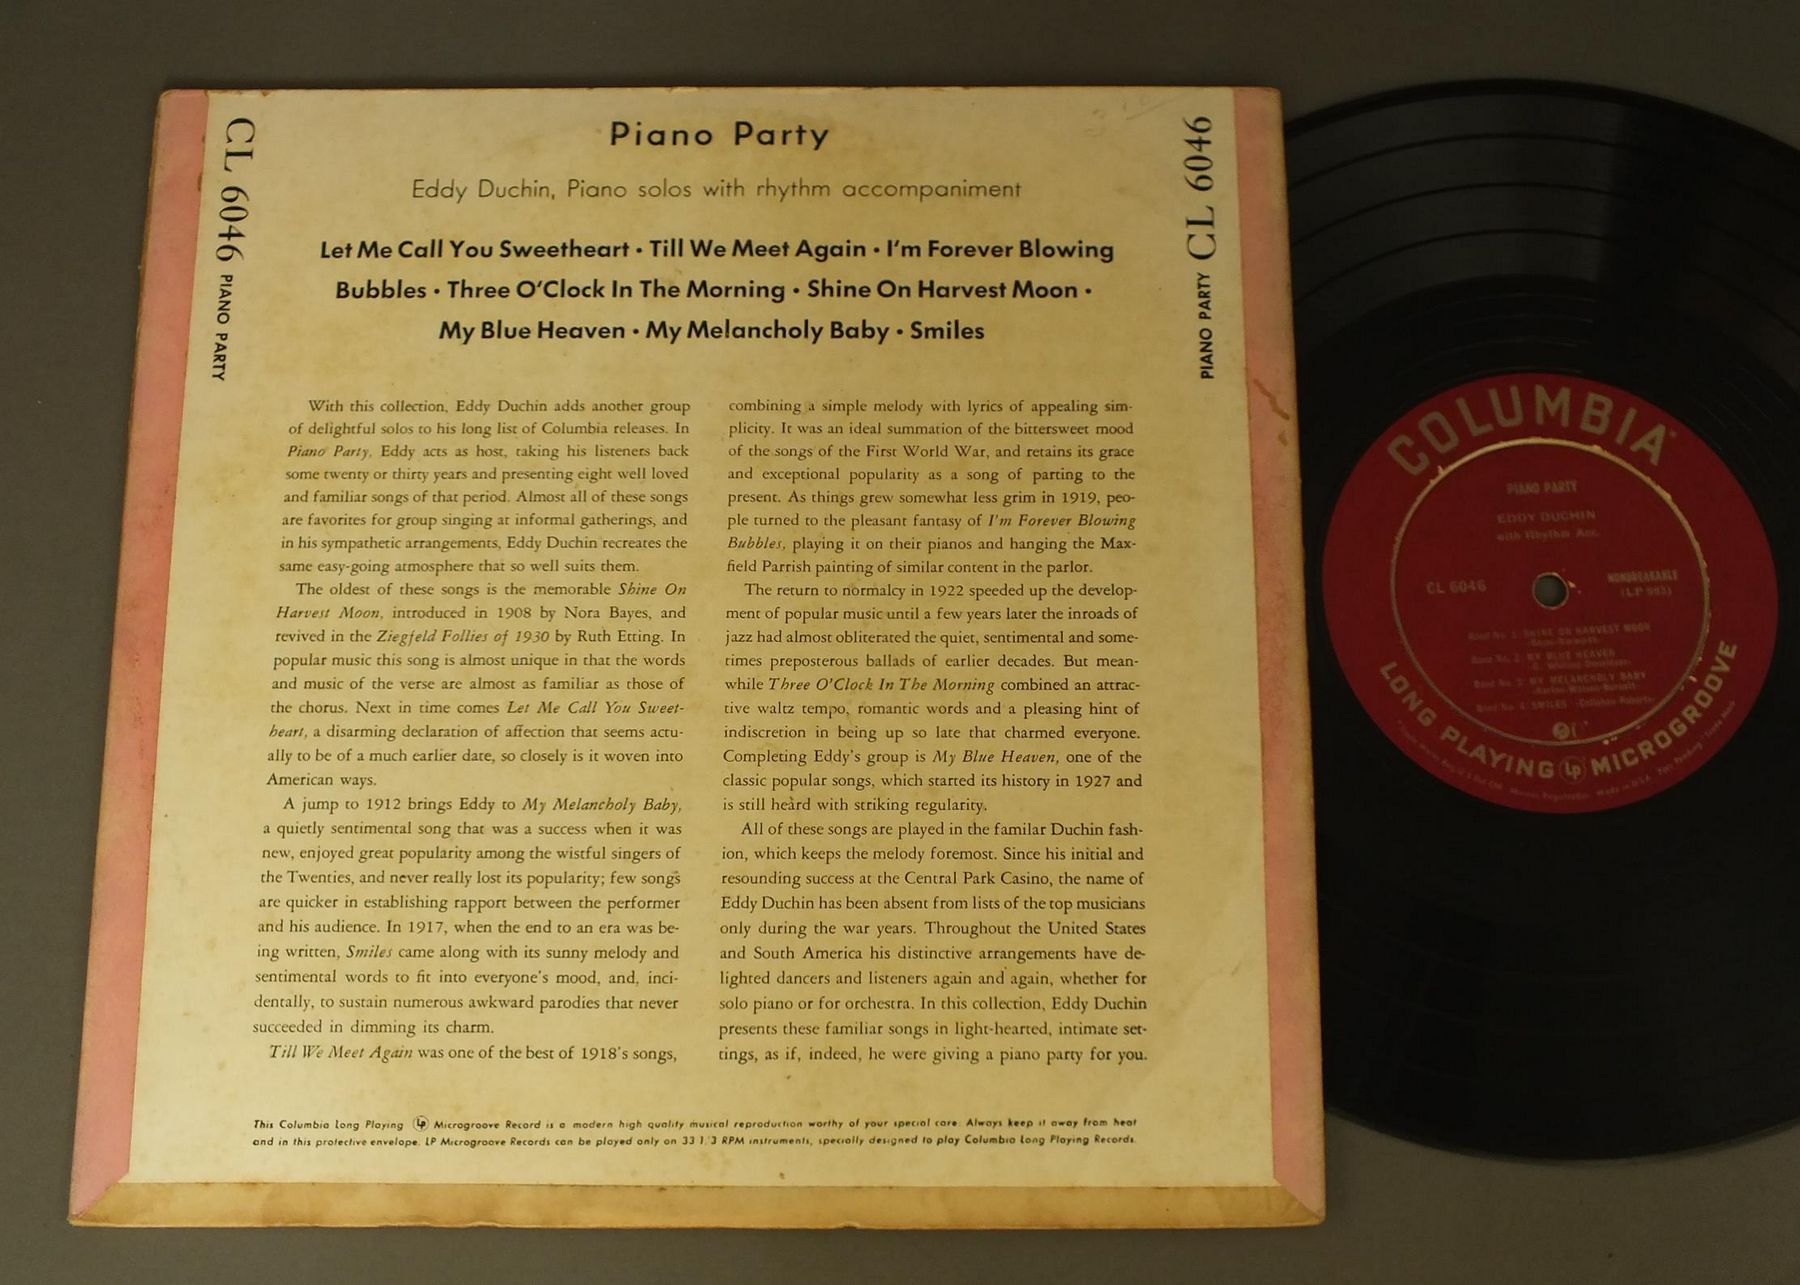 Piano Party
Eddy Duchin, Piano solos with rhythm accompaniment
Let Me Call You Sweetheart • Till We Meet Again • I'm Forever Blowing
Bubbles • Three O'Clock In The Morning • Shine On Harvest Moon •
My Blue Heaven • My Melancholy Baby • Smiles
CL 6046 PIANO PARTY
PIANO PARTY CL 6046
With this collection, Eddy Duchin adds another group
of delightful solos to his long list of Columbia releases. In
Piano Party, Eddy acts as host, taking his listeners back
some twenty or thirty years and presenting eight well loved
and familiar songs of that period. Almost all of these songs
are favorites for group singing at informal gatherings, and
in his sympathetic arrangements, Eddy Duchin recreates the
same easy-going atmosphere that so well suits them.
The oldest of these songs is the memorable Shine On
Harvest Moon, introduced in 1908 by Nora Bayes, and
revived in the Ziegfeld Follies of 1930 by Ruth Etting. In
popular music this song is almost unique in that the words
and music of the verse are almost as familiar as those of
the chorus. Next in time comes Let Me Call You Sweet-
heart, a disarming declaration of affection that seems actu-
ally to be of a much earlier date, so closely is it woven into
American ways.
A jump to 1912 brings Eddy to My Melancholy Baby,
a quietly sentimental song that was a success when it was
new, enjoyed great popularity among the wistful singers of
the Twenties, and never really lost its popularity; few songs
are quicker in establishing rapport between the performer
and his audience. In 1917, when the end to an era was be-
ing written, Smiles came along with its sunny melody and
sentimental words to fit into everyone's mood, and, inci-
dentally, to sustain numerous awkward parodies that never
succeeded in dimming its charm.
Till We Meet Again was one of the best of 1918's songs,
combining a simple melody with lyrics of appealing sim-
plicity. It was an ideal summation of the bittersweet mood
of the songs of the First World War, and retains its grace
and exceptional popularity as a song of parting to the
present. As things grew somewhat less grim in 1919, peo-
ple turned to the pleasant fantasy of I'm Forever Blowing
Bubbles, playing it on their pianos and hanging the Max-
field Parrish painting of similar content in the parlor.
The return to normalcy in 1922 speeded up the develop-
ment of popular music until a few years later the inroads of
jazz had almost obliterated the quiet, sentimental and some-
times preposterous ballads of earlier decades. But mean-
while Three O'Clock In The Morning combined an attrac-
tive waltz tempo, romantic words and a pleasing hint of
indiscretion in being up so late that charmed everyone.
Completing Eddy's group is My Blue Heaven, one of the
classic popular songs, which started its history in 1927 and
is still heard with striking regularity.
All of these songs are played in the familar Duchin fash-
ion, which keeps the melody foremost. Since his initial and
resounding success at the Central Park Casino, the name of
Eddy Duchin has been absent from lists of the top musicians
only during the war years. Throughout the United States
and South America his distinctive arrangements have de-
lighted dancers and listeners again and again, whether for
solo piano or for orchestra. In this collection, Eddy Duchin
presents these familiar songs in light-hearted, intimate set-
tings, as if, indeed, he were giving a piano party for you.
This Columbia Long Playing LP Microgroove Record is a modern high quality musical reproduction worthy of your special care. Always keep it away from heat
and in this protective envelope. LP Microgroove Records can be played only on 33 1/3 RPM instruments, specially designed to play Columbia Long Playing Records.
COLUMBIA
PIANO PARTY
EDDY DUCHIN
with Rhythm Acc.
CL 6046
NONBREAKABLE
Band No. 1 SHINE ON HARVEST MOON
Band No. 2 MY BLUE HEAVEN
Band No. 3 MY MELANCHOLY BABY
Band No. 4 SMILES
LONG PLAYING LP MICROGROOVE